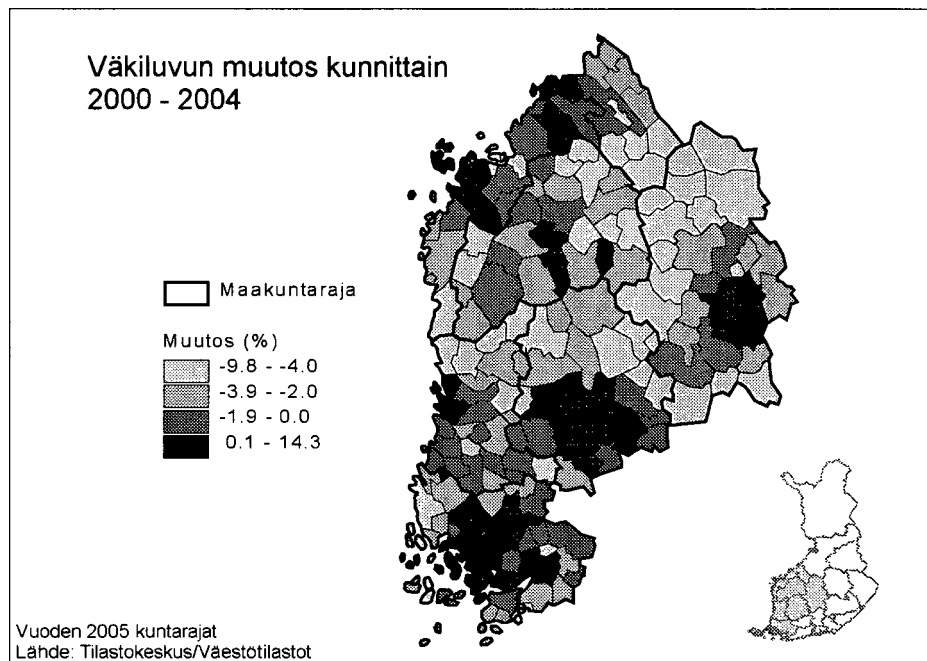 Väkiluvun muutos kunnittain
2000 - 2004
Maakuntaraja
Muutos (%)
-9.8 - -4.0
-3.9 - -2.0
-1.9 - 0.0
0.1 - 14.3
Vuoden 2005 kuntarajat
Lähde: Tilastokeskus/Väestötilastot